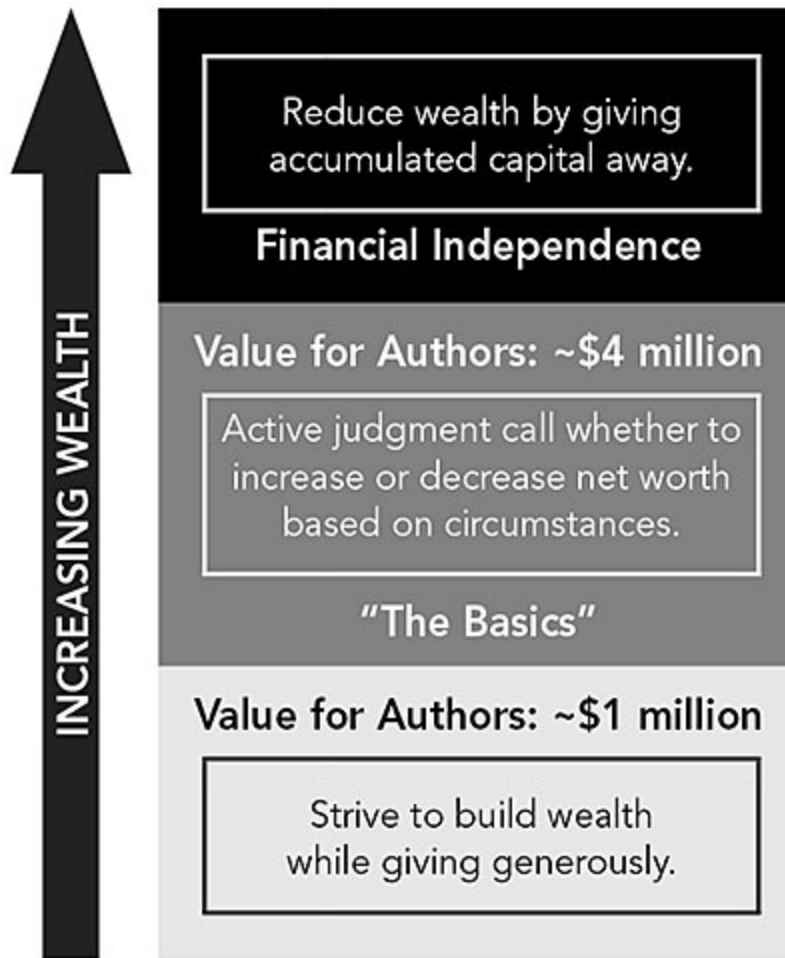 Reduce wealth by giving
accumulated capital away.
Financial Independence
Value for Authors: ~$4 million
Active judgment call whether to
increase or decrease net worth
based on circumstances.
“The Basics”
Value for Authors: ~$1 million
Strive to build wealth
while giving generously.
INCREASING WEALTH